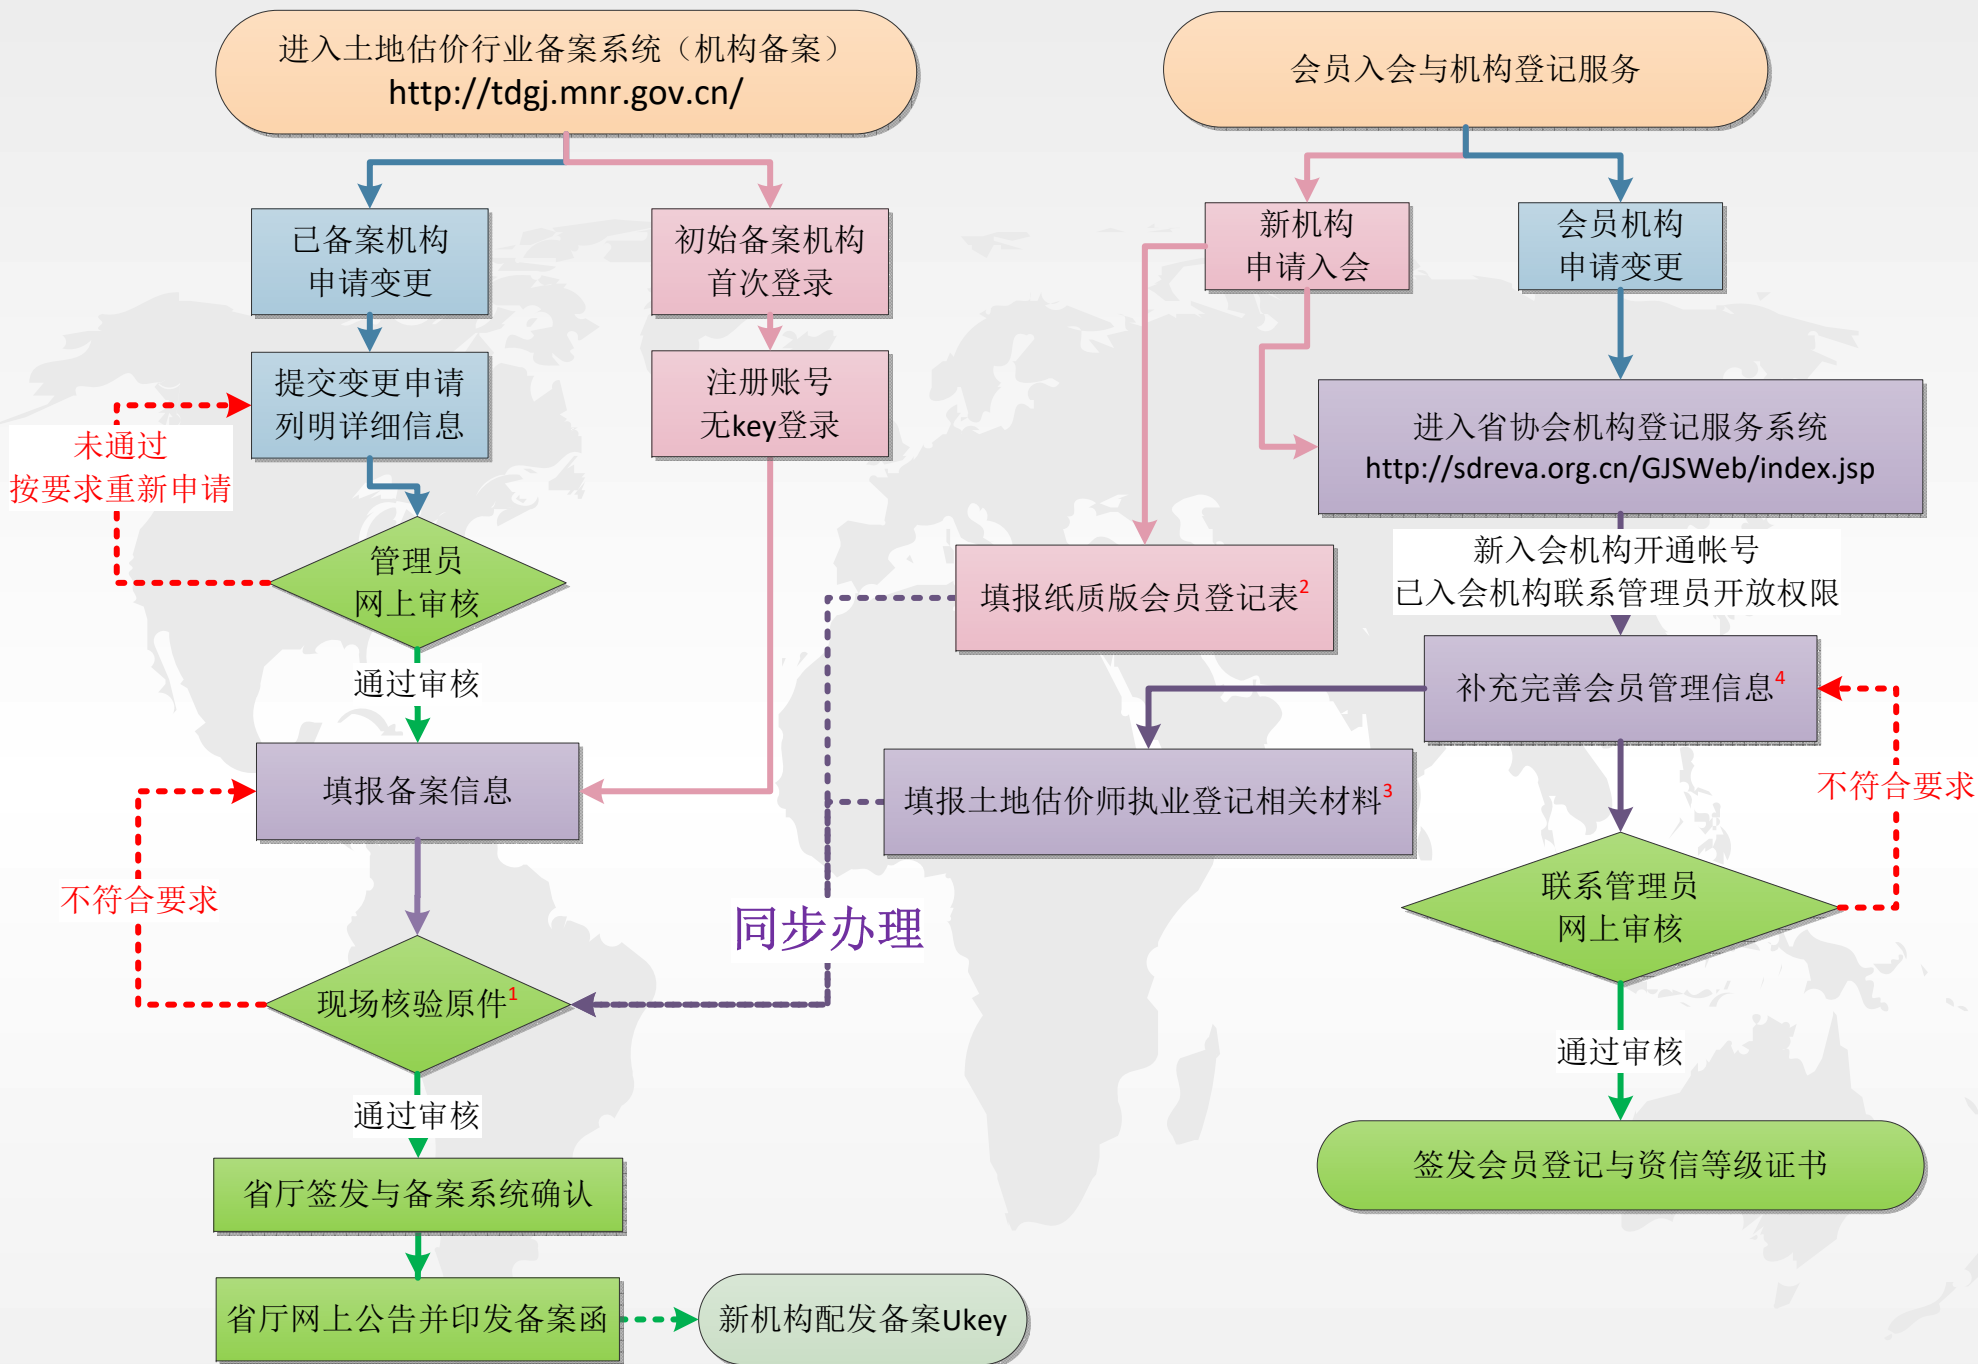 进入土地估价行业备案系统（机构备案）
http://tdgj.mnr.gov.cn/
已备案机构
申请变更
初始备案机构
首次登录
提交变更申请
列明详细信息
注册账号
无key登录
未通过
按要求重新申请
管理员
网上审核
通过审核
填报备案信息
不符合要求
现场核验原件1
通过审核
省厅签发与备案系统确认
省厅网上公告并印发备案函
新机构配发备案Ukey
同步办理
会员入会与机构登记服务
新机构
申请入会
会员机构
申请变更
进入省协会机构登记服务系统
http://sdreva.org.cn/GJSWeb/index.jsp
新入会机构开通帐号
已入会机构联系管理员开放权限
填报纸质版会员登记表2
补充完善会员管理信息4
填报土地估价师执业登记相关材料3
不符合要求
联系管理员
网上审核
通过审核
签发会员登记与资信等级证书